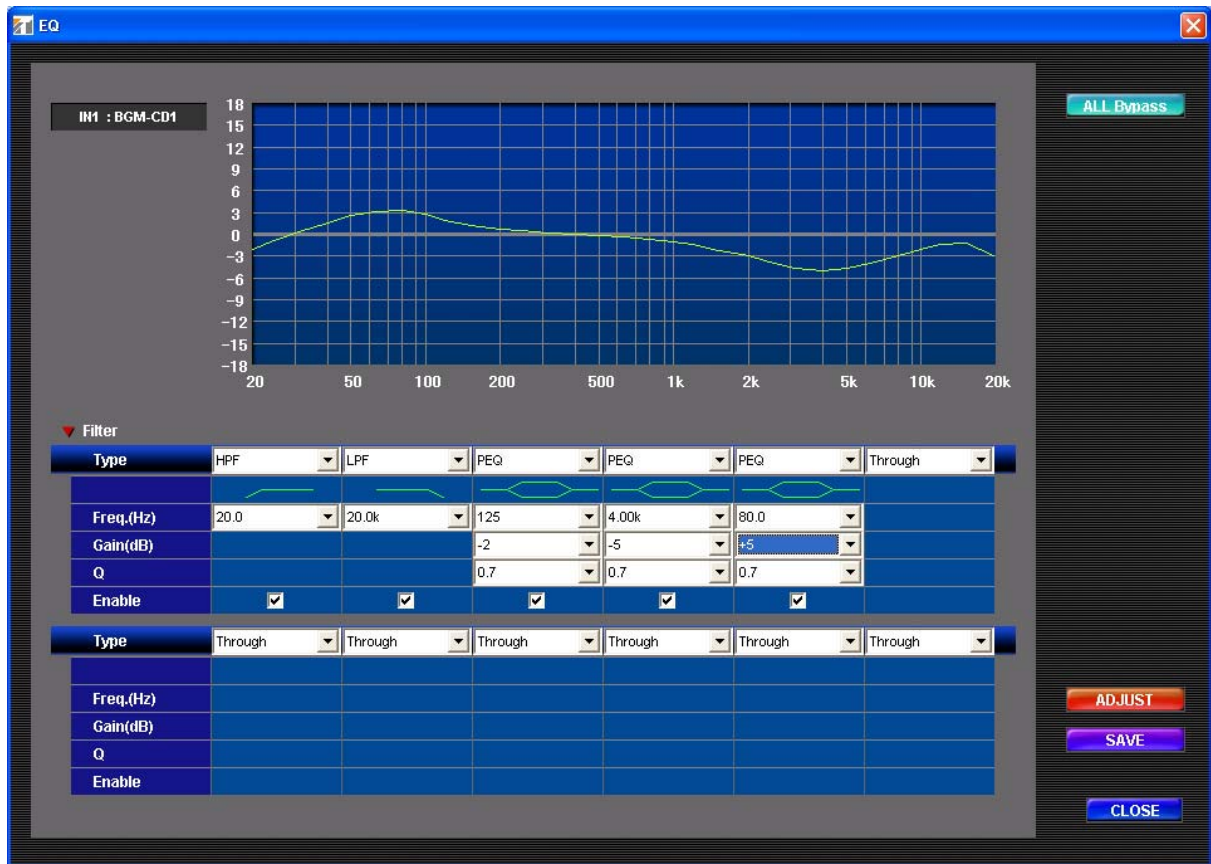 EQ
IN1 : BGM-CD1
ALL Bypass
18
15
12
9
6
3
0
-3
-6
-9
-12
-15
-18
20 50 100 200 500 1k 2k 5k 10k 20k
Filter
Type HPF LPF PEQ PEQ PEQ Through
Freq.(Hz) 20.0 20.0k 125 4.00k 80.0
Gain(dB) -2 -5 +5
Q 0.7 0.7 0.7
Enable
Type Through Through Through Through Through Through
Freq.(Hz)
Gain(dB)
Q
Enable
ADJUST
SAVE
CLOSE